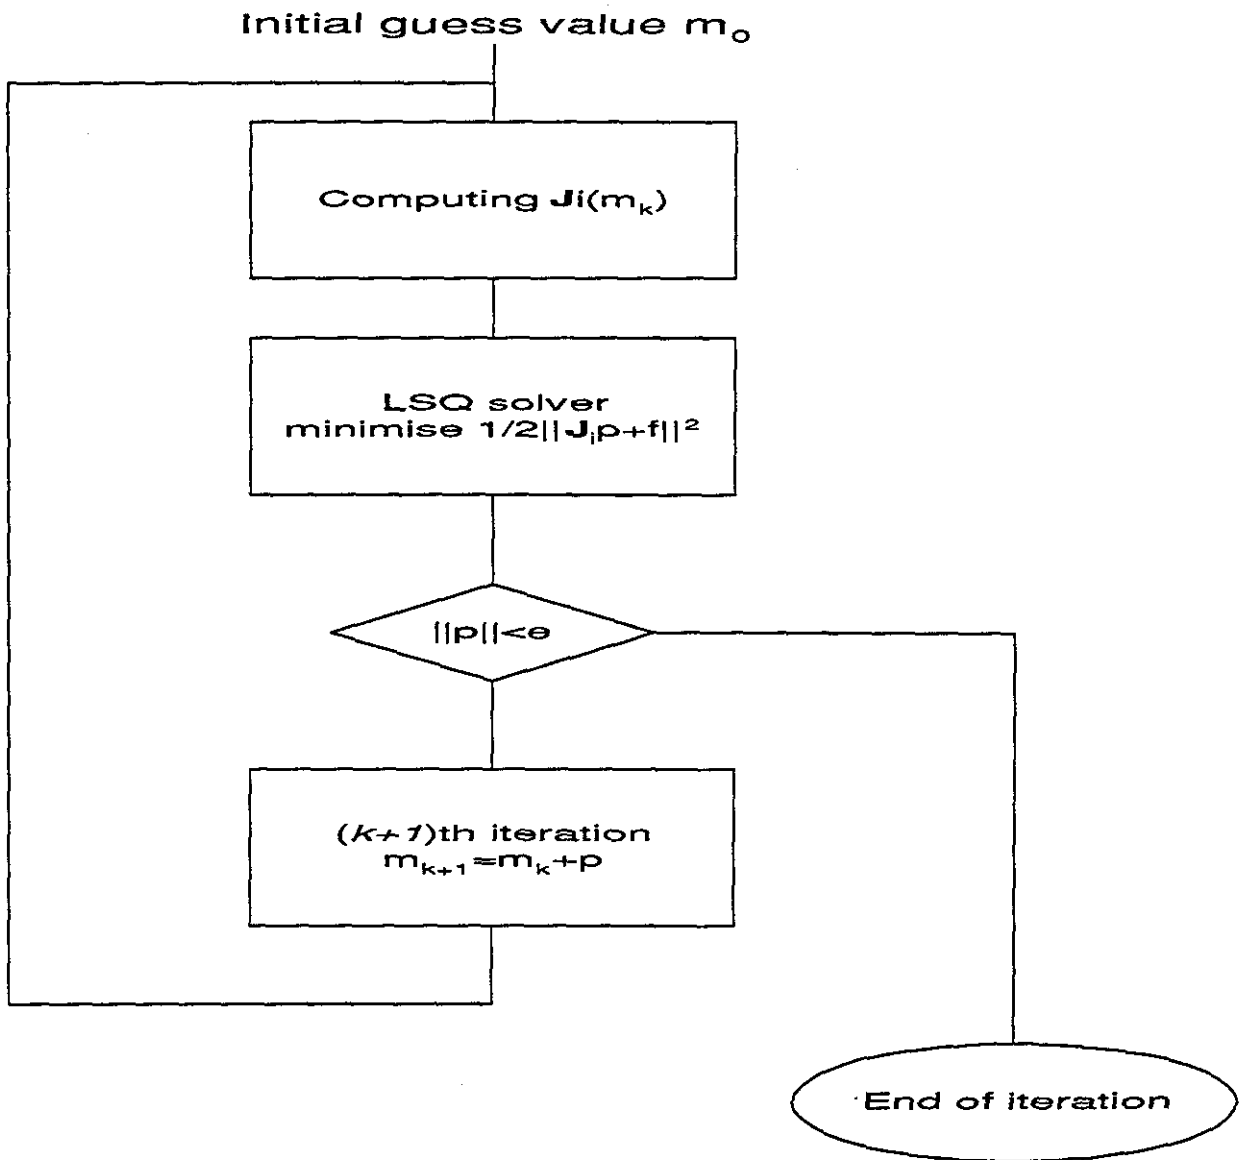 Initial guess value m₀
Computing Ji(mₖ)
LSQ solver
minimise 1/2||Jᵢp+f||²
||p||<e
(k+1)th iteration
mₖ₊₁=mₖ+p
End of iteration